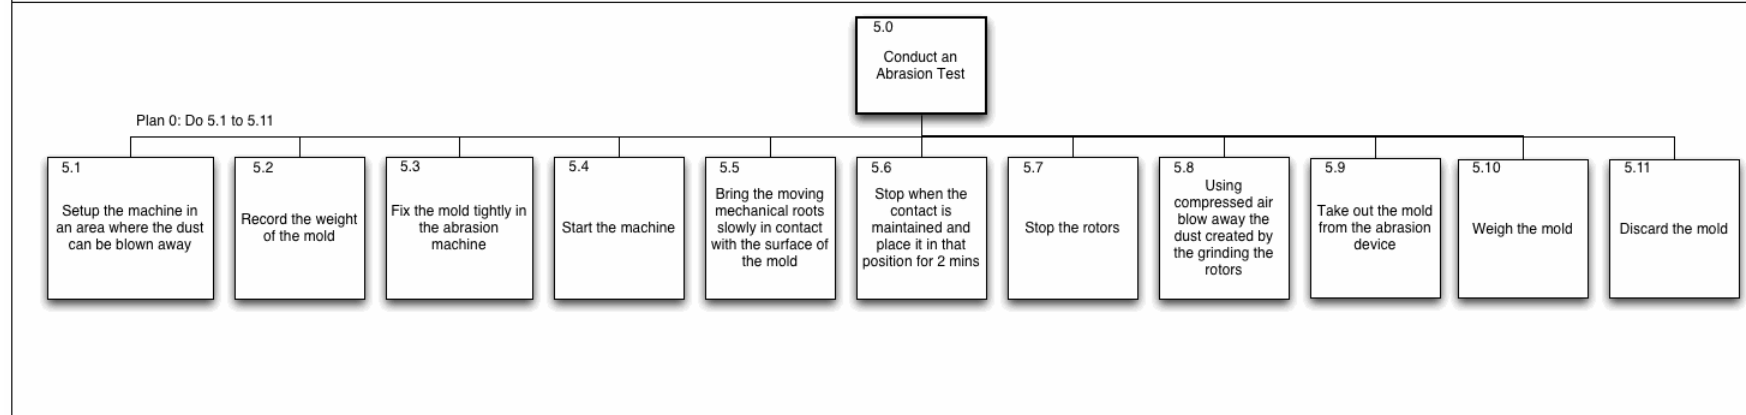 5.0
Conduct an
Abrasion Test
Plan 0: Do 5.1 to 5.11
5.1
Setup the machine in
an area where the dust
can be blown away
5.2
Record the weight
of the mold
5.3
Fix the mold tightly in
the abrasion
machine
5.4
Start the machine
5.5
Bring the moving
mechanical roots
slowly in contact
with the surface of
the mold
5.6
Stop when the
contact is
maintained and
place it in that
position for 2 mins
5.7
Stop the rotors
5.8
Using
compressed air
blow away the
dust created by
the grinding the
rotors
5.9
Take out the mold
from the abrasion
device
5.10
Weigh the mold
5.11
Discard the mold